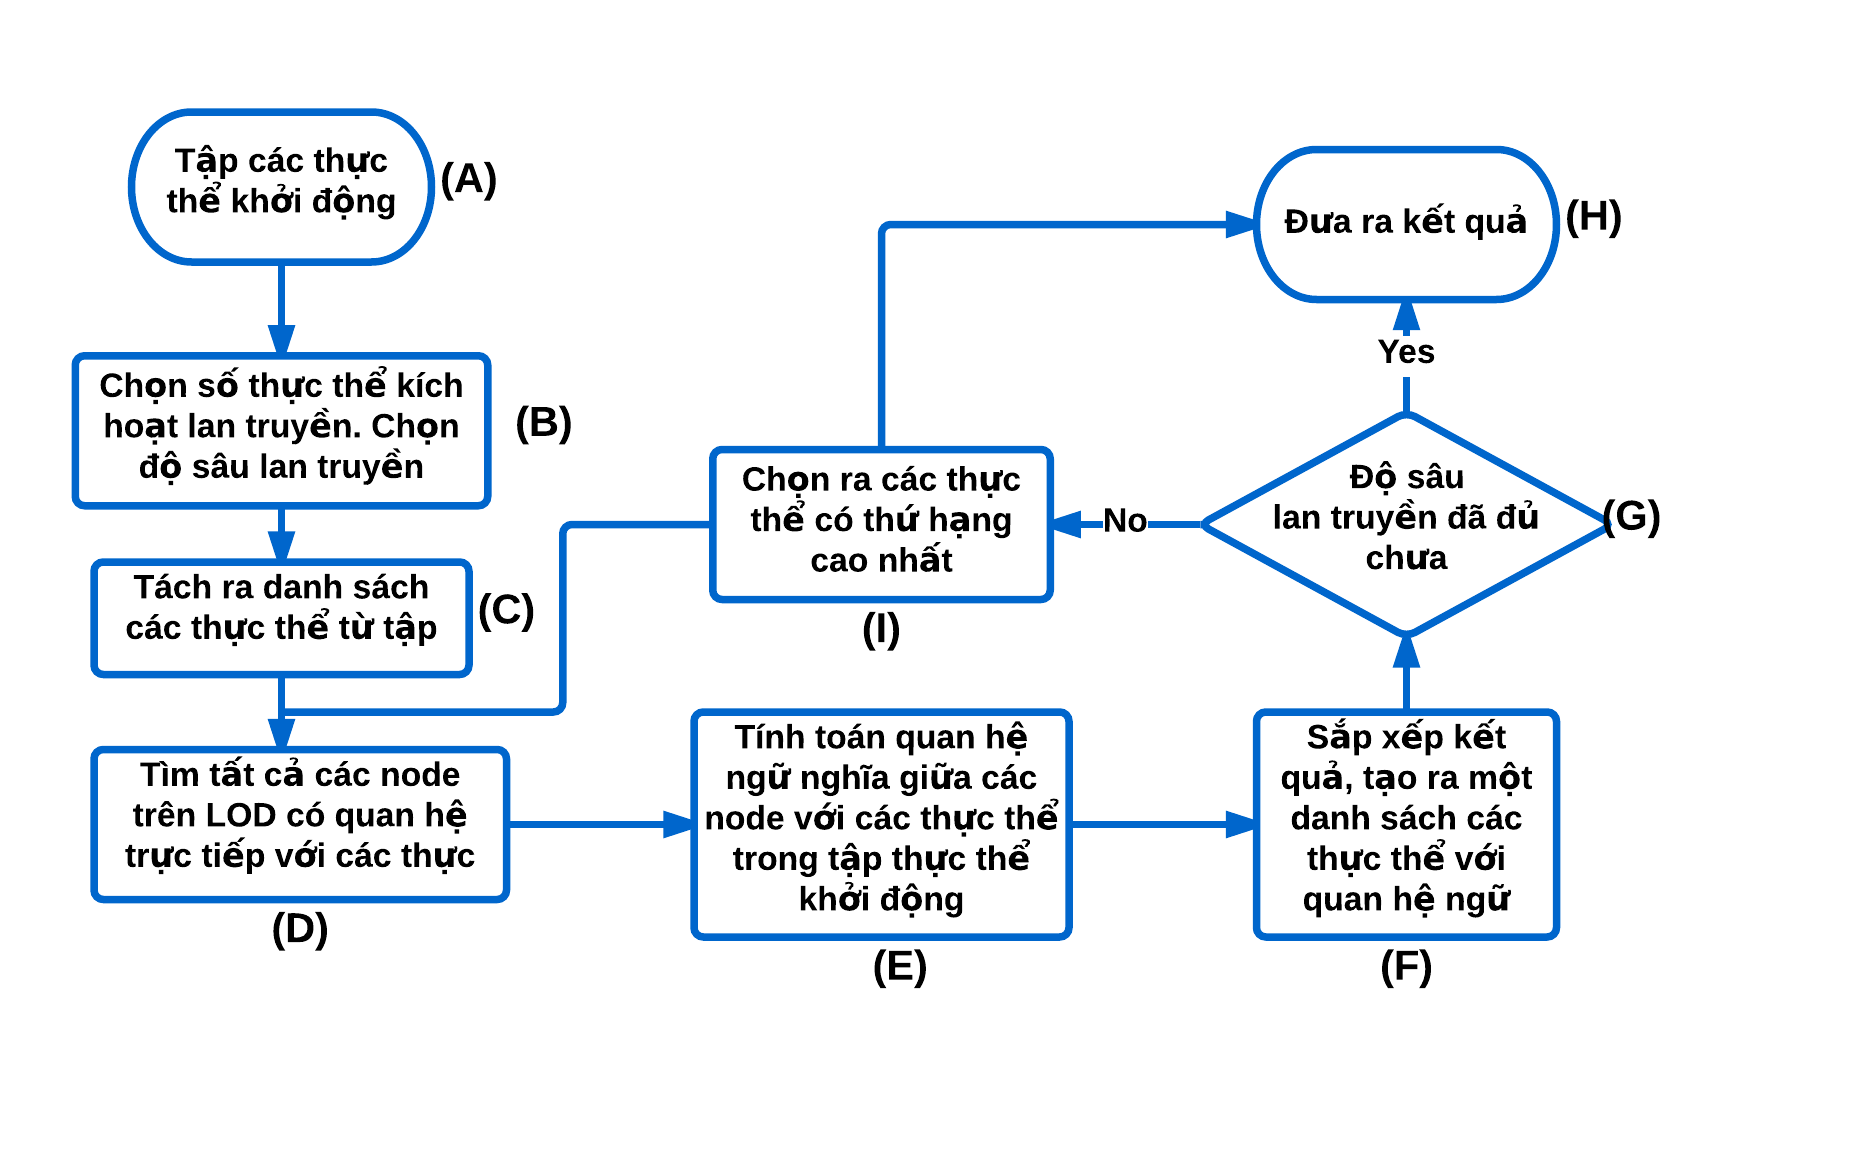 Tập các thực
thể khởi động
(A)
Chọn số thực thể kích
hoạt lan truyền. Chọn
độ sâu lan truyền
(B)
Tách ra danh sách
các thực thể từ tập
(C)
Tìm tất cả các node
trên LOD có quan hệ
trực tiếp với các thực
(D)
Tính toán quan hệ
ngữ nghĩa giữa các
node với các thực thể
trong tập thực thể
khởi động
(E)
Sắp xếp kết
quả, tạo ra một
danh sách các
thực thể với
quan hệ ngữ
(F)
Độ sâu
lan truyền đã đủ
chưa
(G)
Yes
No
Đưa ra kết quả
(H)
Chọn ra các thực
thể có thứ hạng
cao nhất
(I)